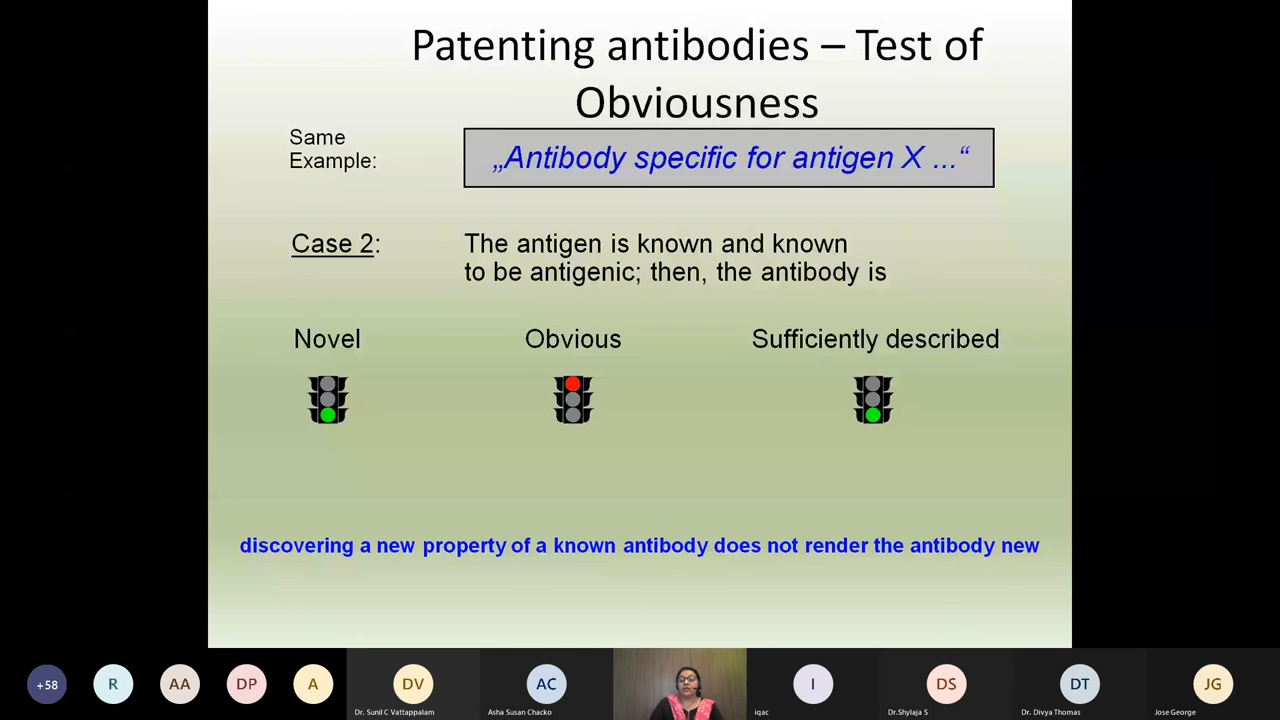 Patenting antibodies – Test of
Obviousness
Same
Example:
„Antibody specific for antigen X ...“
Case 2:
The antigen is known and known
to be antigenic; then, the antibody is
Novel
Obvious
Sufficiently described
discovering a new property of a known antibody does not render the antibody new
+58
R
AA
DP
A
DV
Dr. Sunil C Vattappalam
AC
Asha Susan Chacko
I
iqac
DS
Dr.Shylaja S
DT
Dr. Divya Thomas
JG
Jose George